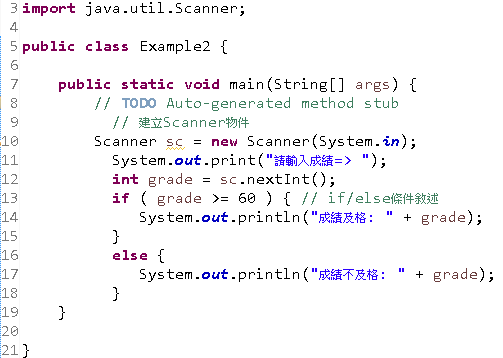 3 import java.util.Scanner;
4
5 public class Example2 {
6
7 public static void main(String[] args) {
8 // TODO Auto-generated method stub
9 // 建立Scanner物件
10 Scanner sc = new Scanner(System.in);
11 System.out.print("請輸入成績=> ");
12 int grade = sc.nextInt();
13 if ( grade >= 60 ) { // if/else條件敘述
14 System.out.println("成績及格: " + grade);
15 }
16 else {
17 System.out.println("成績不及格: " + grade);
18 }
19 }
20
21 }